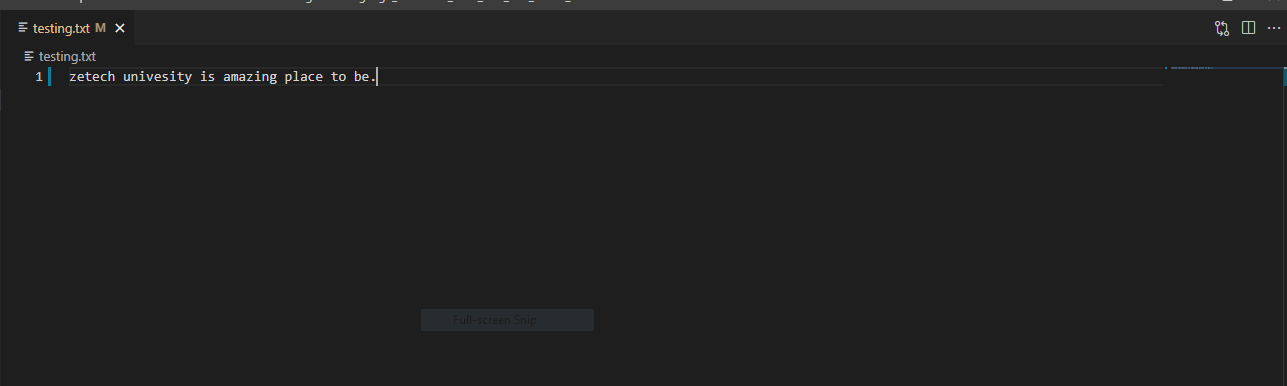 testing.txt M
testing.txt
1 zetech univesity is amazing place to be.
Full-screen Snip